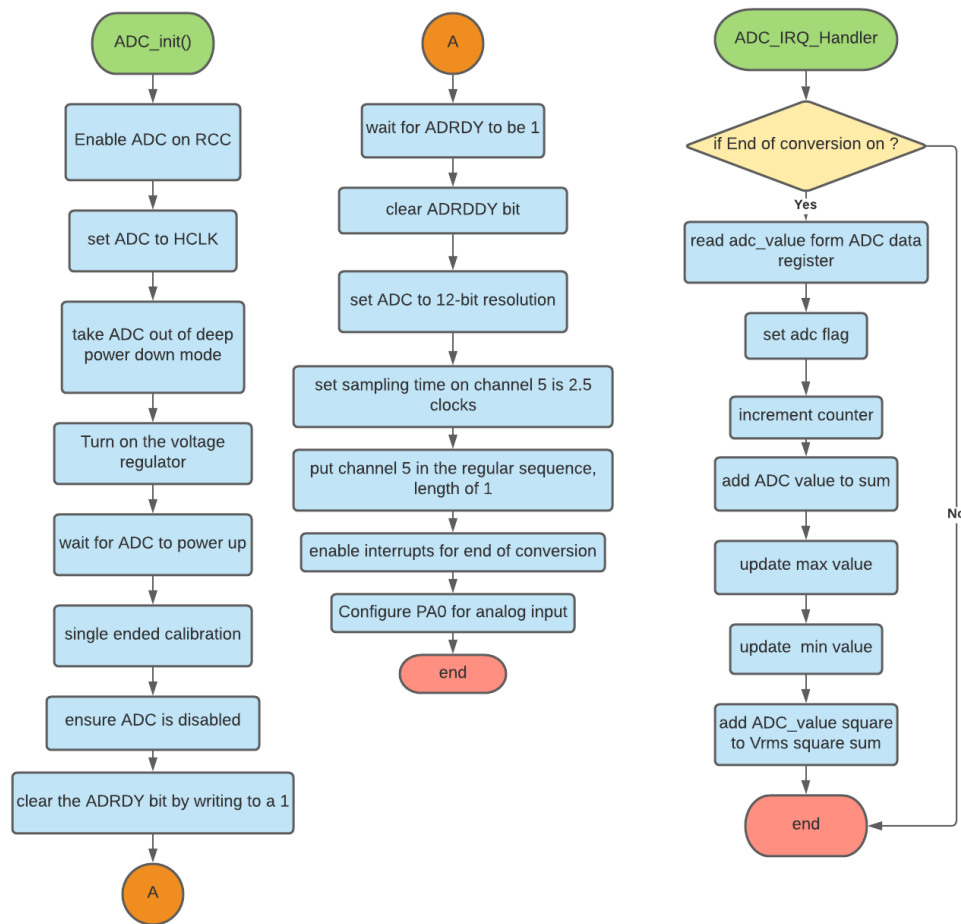 ADC_init()
Enable ADC on RCC
set ADC to HCLK
take ADC out of deep
power down mode
Turn on the voltage
regulator
wait for ADC to power up
single ended calibration
ensure ADC is disabled
clear the ADRDY bit by writing to a 1
A
A
wait for ADRDY to be 1
clear ADRDDY bit
set ADC to 12-bit resolution
set sampling time on channel 5 is 2.5
clocks
put channel 5 in the regular sequence,
length of 1
enable interrupts for end of conversion
Configure PA0 for analog input
end
ADC_IRQ_Handler
if End of conversion on ?
Yes
No
read adc_value form ADC data
register
set adc flag
increment counter
add ADC value to sum
update max value
update  min value
add ADC_value square
to Vrms square sum
end